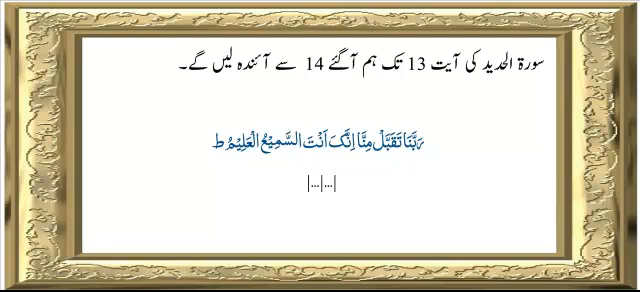 سورۃ الحدید کی آیت 13 تک ہم آگئے 14 سے آئندہ لیں گے۔
رَبَّنَا تَقَبَّلْ مِنَّا اِنَّکَ اَنْتَ السَّمِیْعُ الْعَلِیْمُ ط
|...|...|